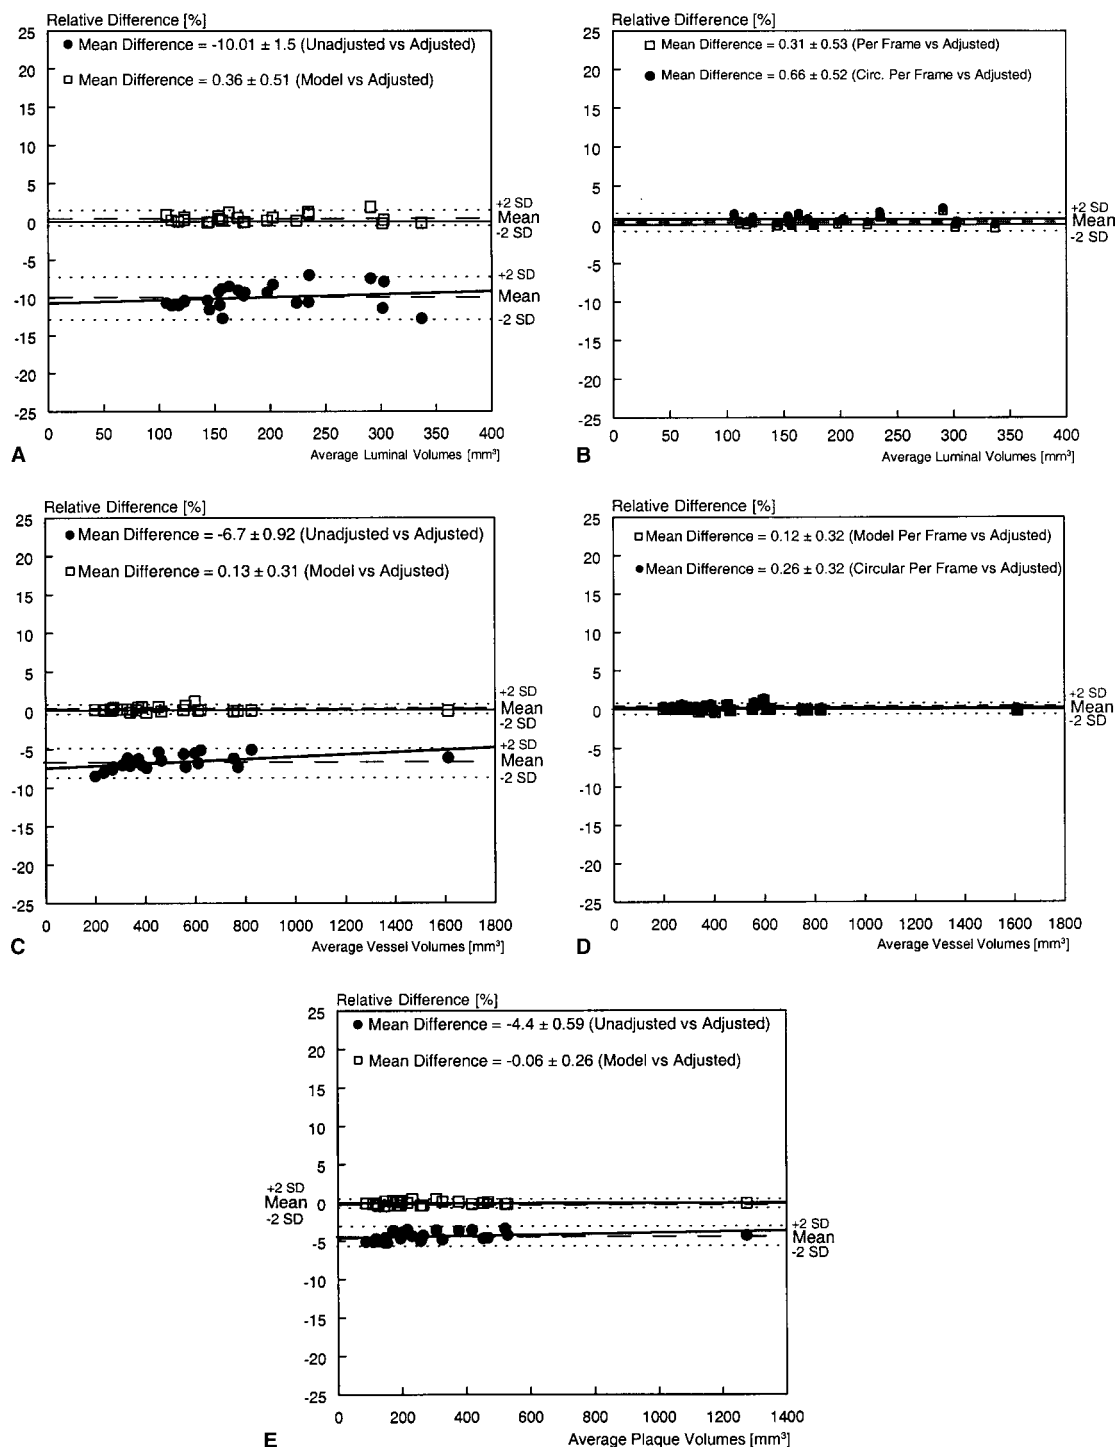 Relative Difference [%]
25
20
15
10
5
0
-5
-10
-15
-20
-25
● Mean Difference = -10.01 ± 1.5 (Unadjusted vs Adjusted)
□ Mean Difference = 0.36 ± 0.51 (Model vs Adjusted)
+2 SD
Mean
-2 SD
+2 SD
Mean
-2 SD
0 50 100 150 200 250 300 350 400
A
Average Luminal Volumes [mm³]
Relative Difference [%]
25
20
15
10
5
0
-5
-10
-15
-20
-25
□ Mean Difference = 0.31 ± 0.53 (Per Frame vs Adjusted)
● Mean Difference = 0.66 ± 0.52 (Circ. Per Frame vs Adjusted)
+2 SD
Mean
-2 SD
0 50 100 150 200 250 300 350 400
B
Average Luminal Volumes [mm³]
Relative Difference [%]
25
20
15
10
5
0
-5
-10
-15
-20
-25
● Mean Difference = -6.7 ± 0.92 (Unadjusted vs Adjusted)
□ Mean Difference = 0.13 ± 0.31 (Model vs Adjusted)
+2 SD
Mean
-2 SD
+2 SD
Mean
-2 SD
0 200 400 600 800 1000 1200 1400 1600 1800
C
Average Vessel Volumes [mm³]
Relative Difference [%]
25
20
15
10
5
0
-5
-10
-15
-20
-25
□ Mean Difference = 0.12 ± 0.32 (Model Per Frame vs Adjusted)
● Mean Difference = 0.26 ± 0.32 (Circular Per Frame vs Adjusted)
+2 SD
Mean
-2 SD
0 200 400 600 800 1000 1200 1400 1600 1800
D
Average Vessel Volumes [mm³]
Relative Difference [%]
25
20
15
10
5
0
-5
-10
-15
-20
-25
● Mean Difference = -4.4 ± 0.59 (Unadjusted vs Adjusted)
□ Mean Difference = -0.06 ± 0.26 (Model vs Adjusted)
+2 SD
Mean
-2 SD
+2 SD
Mean
-2 SD
0 200 400 600 800 1000 1200 1400
E
Average Plaque Volumes [mm³]